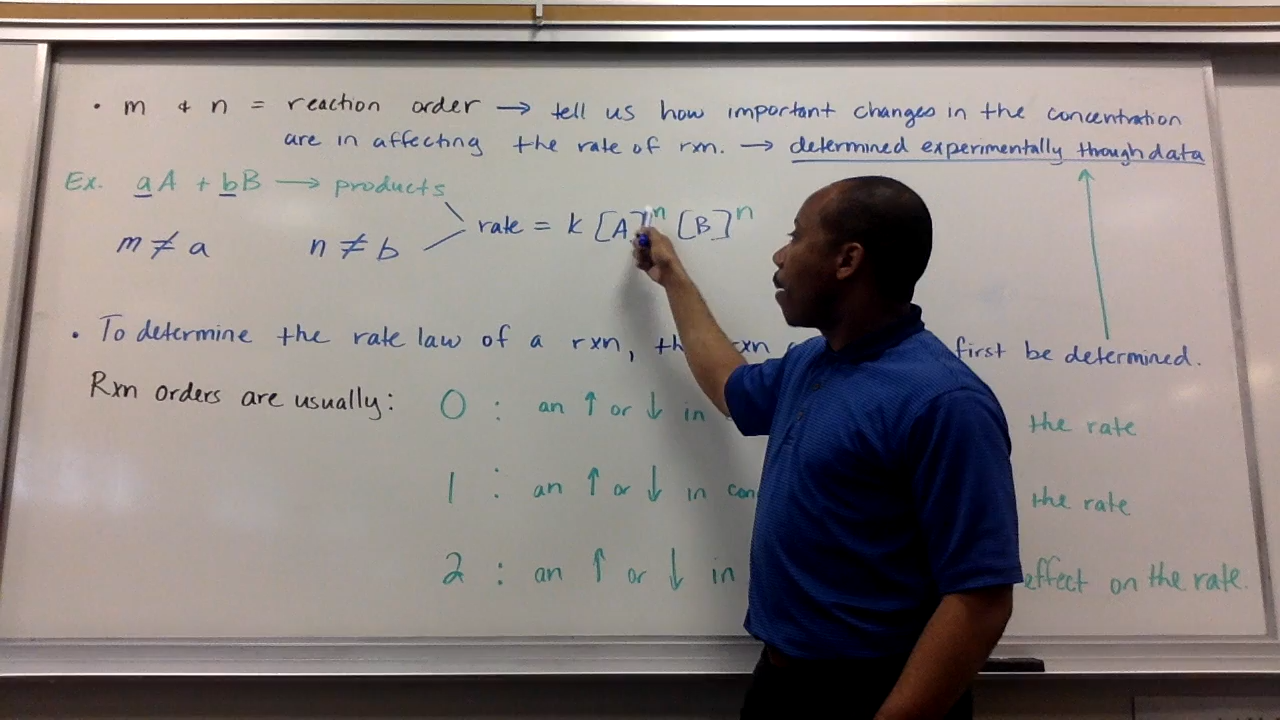 • m & n = reaction order → tell us how important changes in the concentration
are in affecting the rate of rxn. → determined experimentally through data
Ex. aA + bB → products
rate = k [A] [B]ⁿ
m ≠ a n ≠ b
• To determine the rate law of a rxn, first be determined.
Rxn orders are usually: 0 : an ↑ or ↓ in the rate
1 : an ↑ or ↓ in the rate
2 : an ↑ or ↓ in effect on the rate.